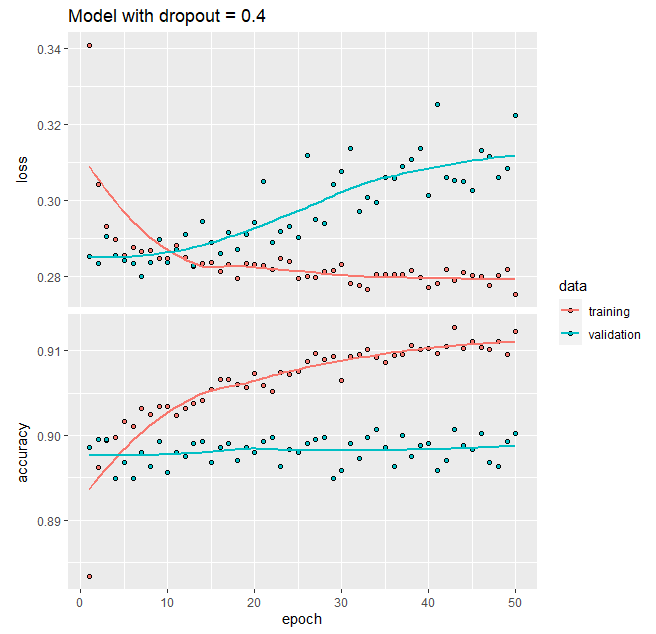 Model with dropout = 0.4
0.34
0.32
0.30
0.28
loss
0.91
0.90
0.89
accuracy
0 10 20 30 40 50
epoch
data
training
validation